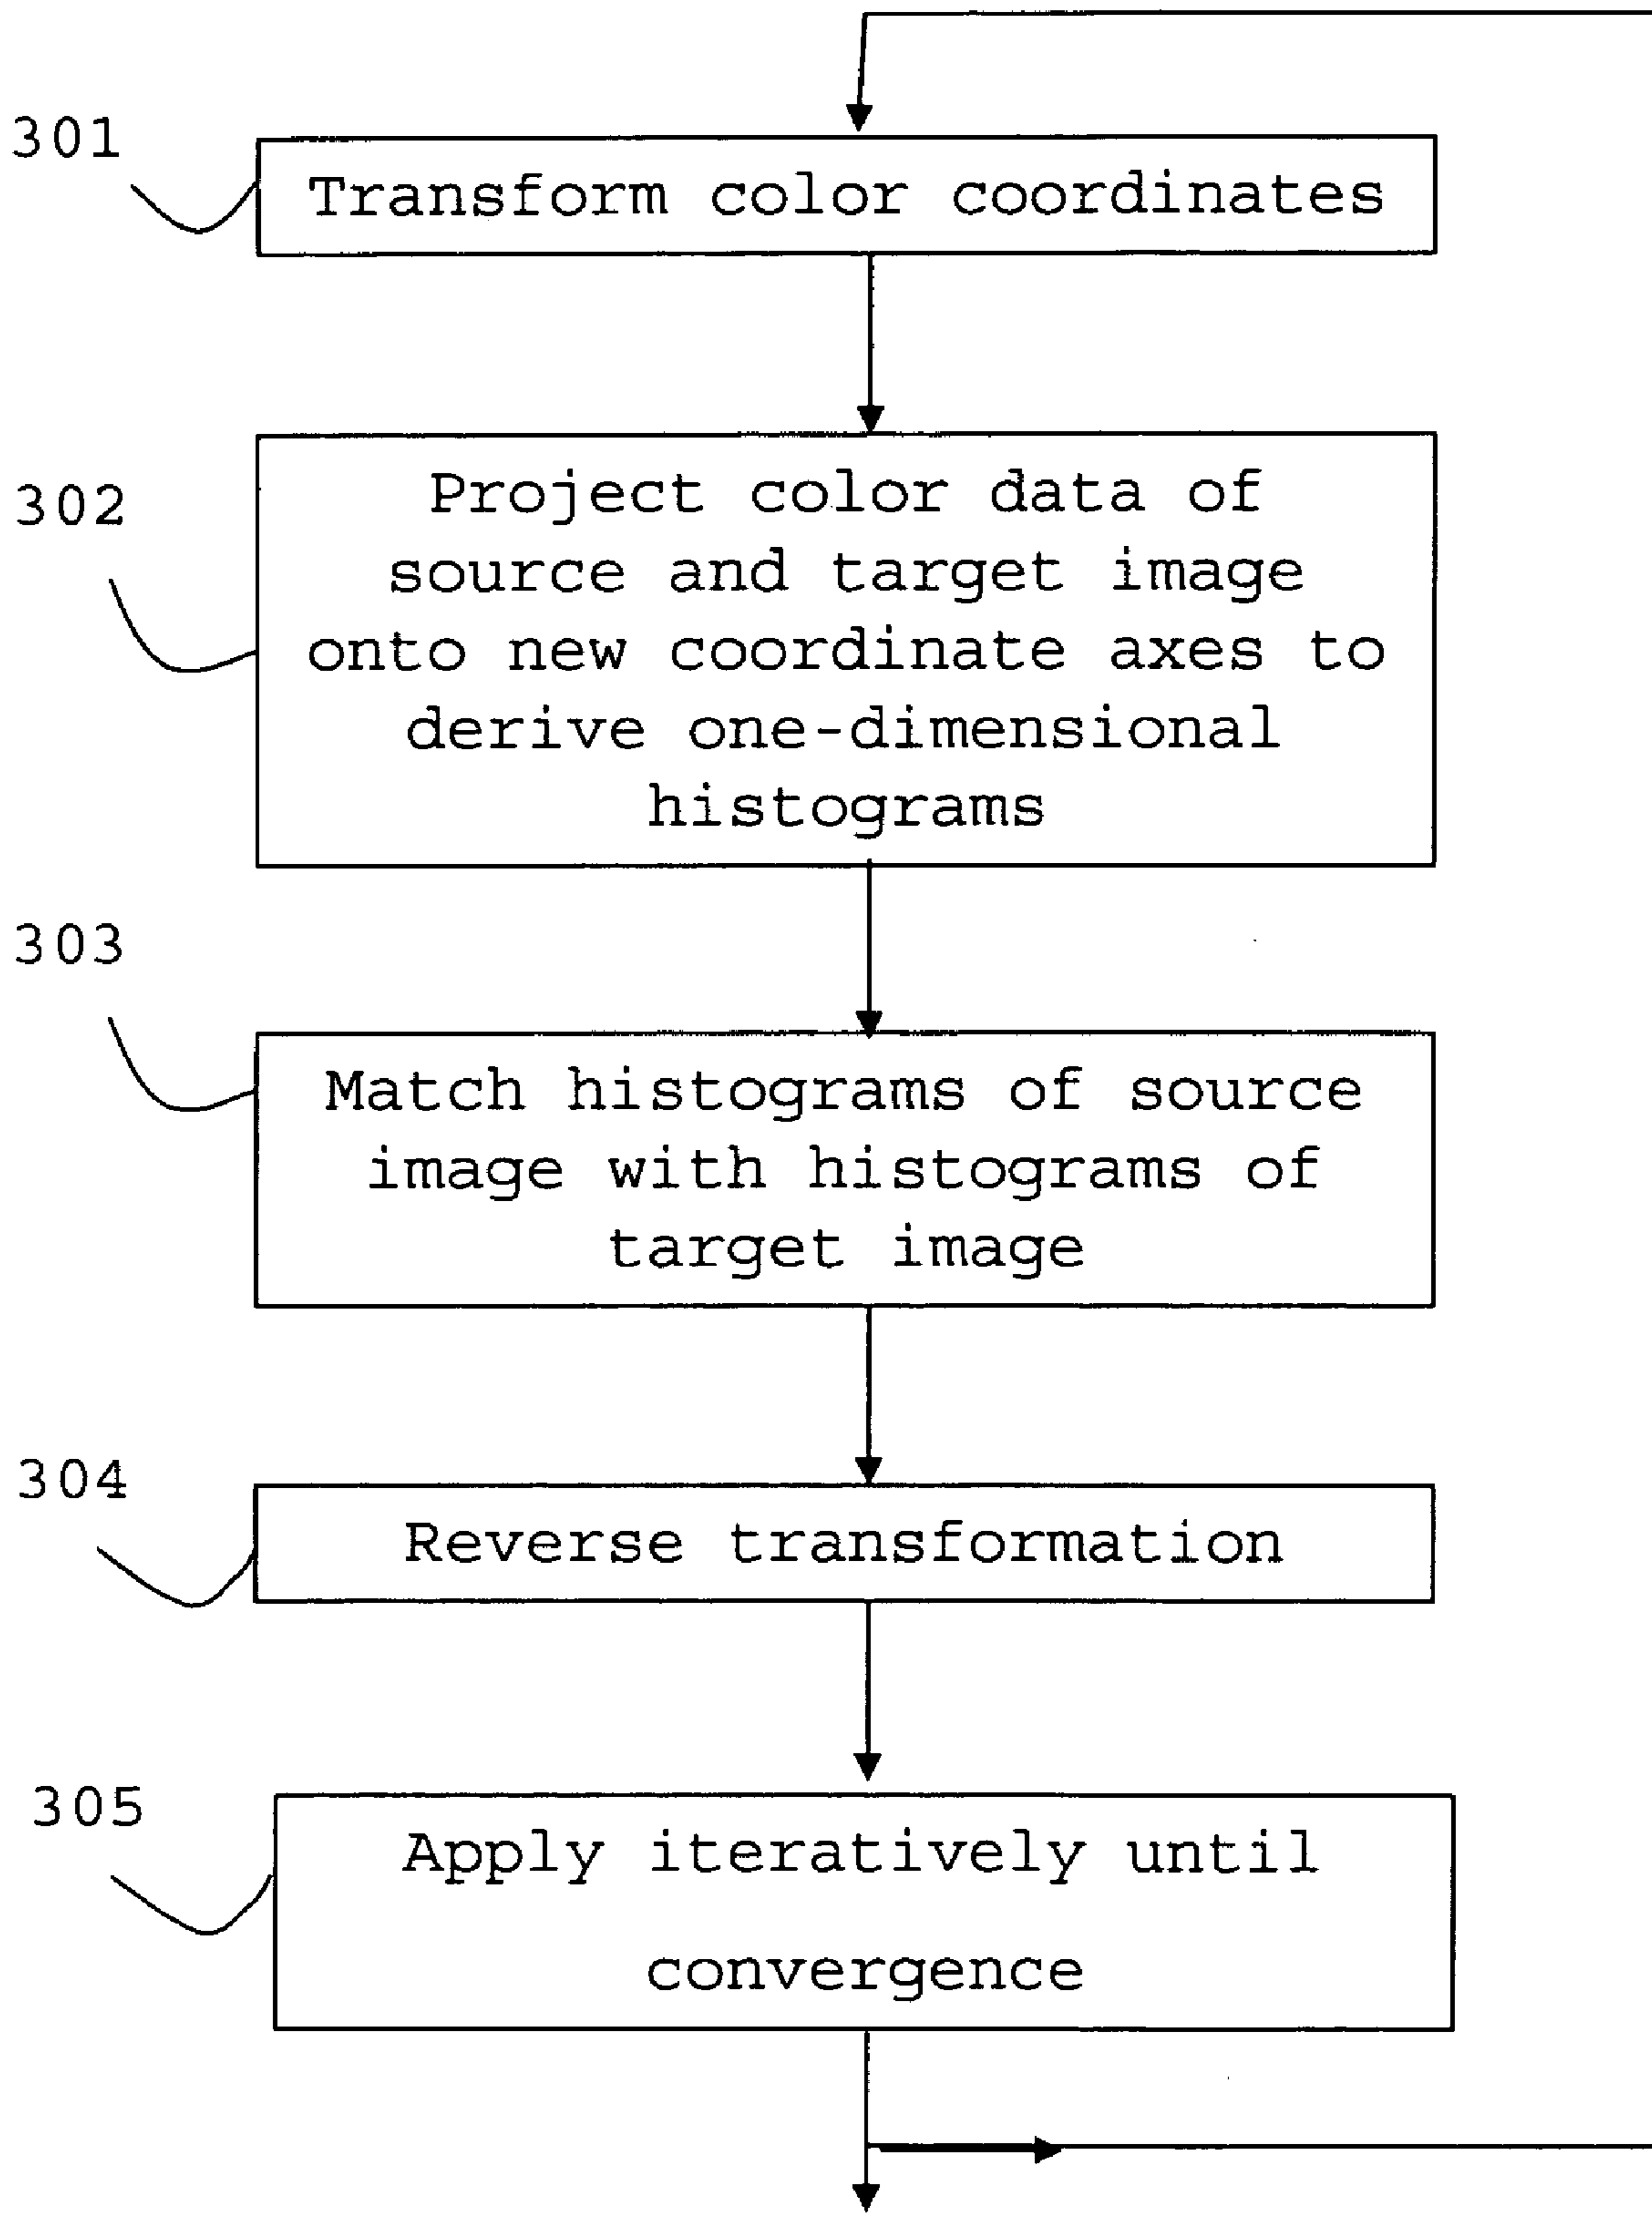 301
Transform color coordinates
302
Project color data of
source and target image
onto new coordinate axes to
derive one-dimensional
histograms
303
Match histograms of source
image with histograms of
target image
304
Reverse transformation
305
Apply iteratively until
convergence